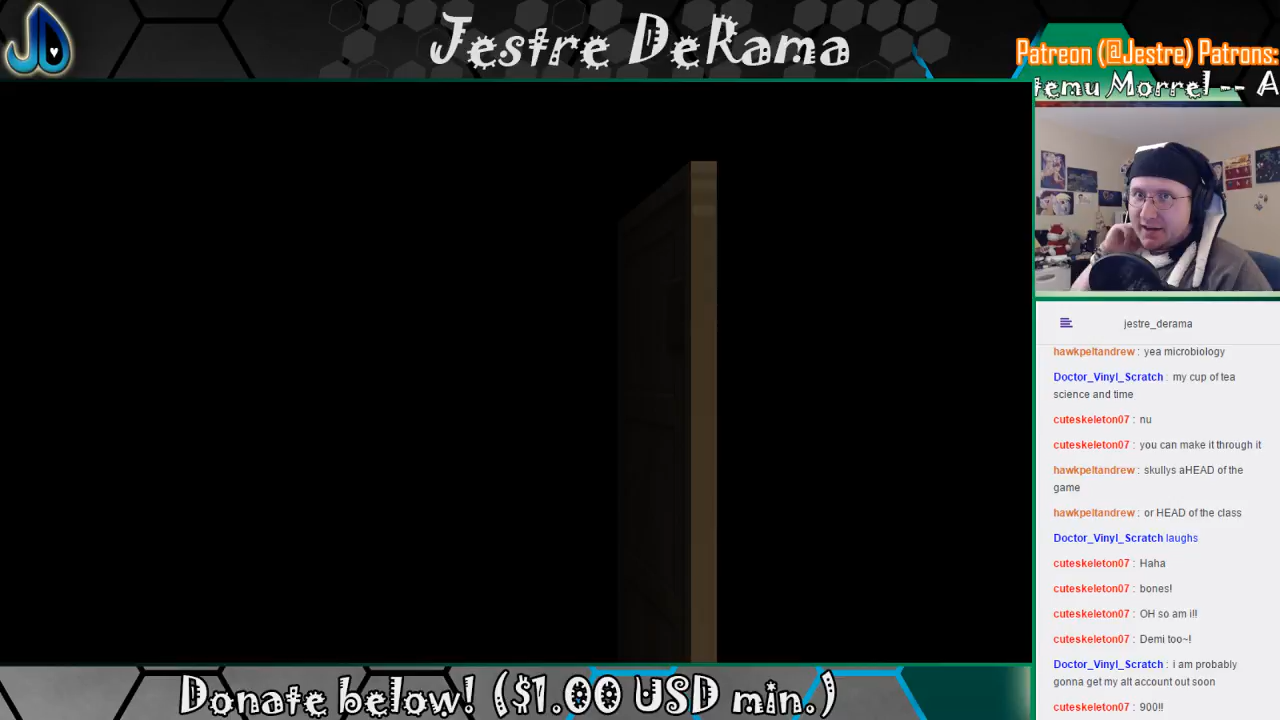 JD
Jestre DeRama
Patreon (@Jestre) Patrons:
temu Morrel -- A
jestre_derama
hawkpeltandrew : yea microbiology
Doctor_Vinyl_Scratch : my cup of tea
science and time
cuteskeleton07 : nu
cuteskeleton07 : you can make it through it
hawkpeltandrew : skullys aHEAD of the
game
hawkpeltandrew : or HEAD of the class
Doctor_Vinyl_Scratch laughs
cuteskeleton07 : Haha
cuteskeleton07 : bones!
cuteskeleton07 : OH so am i!!
cuteskeleton07 : Demi too~!
Doctor_Vinyl_Scratch : i am probably
gonna get my alt account out soon
cuteskeleton07 : 900!!
Donate below! ($1.00 USD min.)